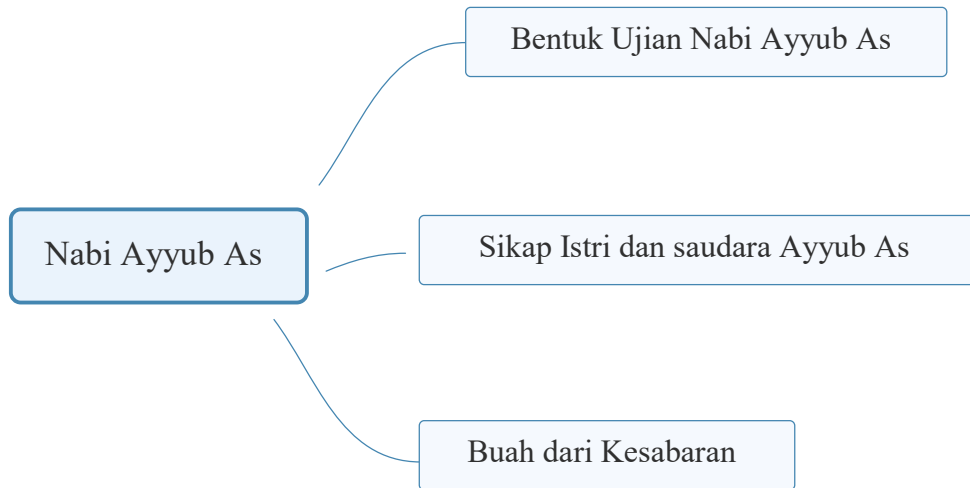 Bentuk Ujian Nabi Ayyub As
Nabi Ayyub As
Sikap Istri dan saudara Ayyub As
Buah dari Kesabaran